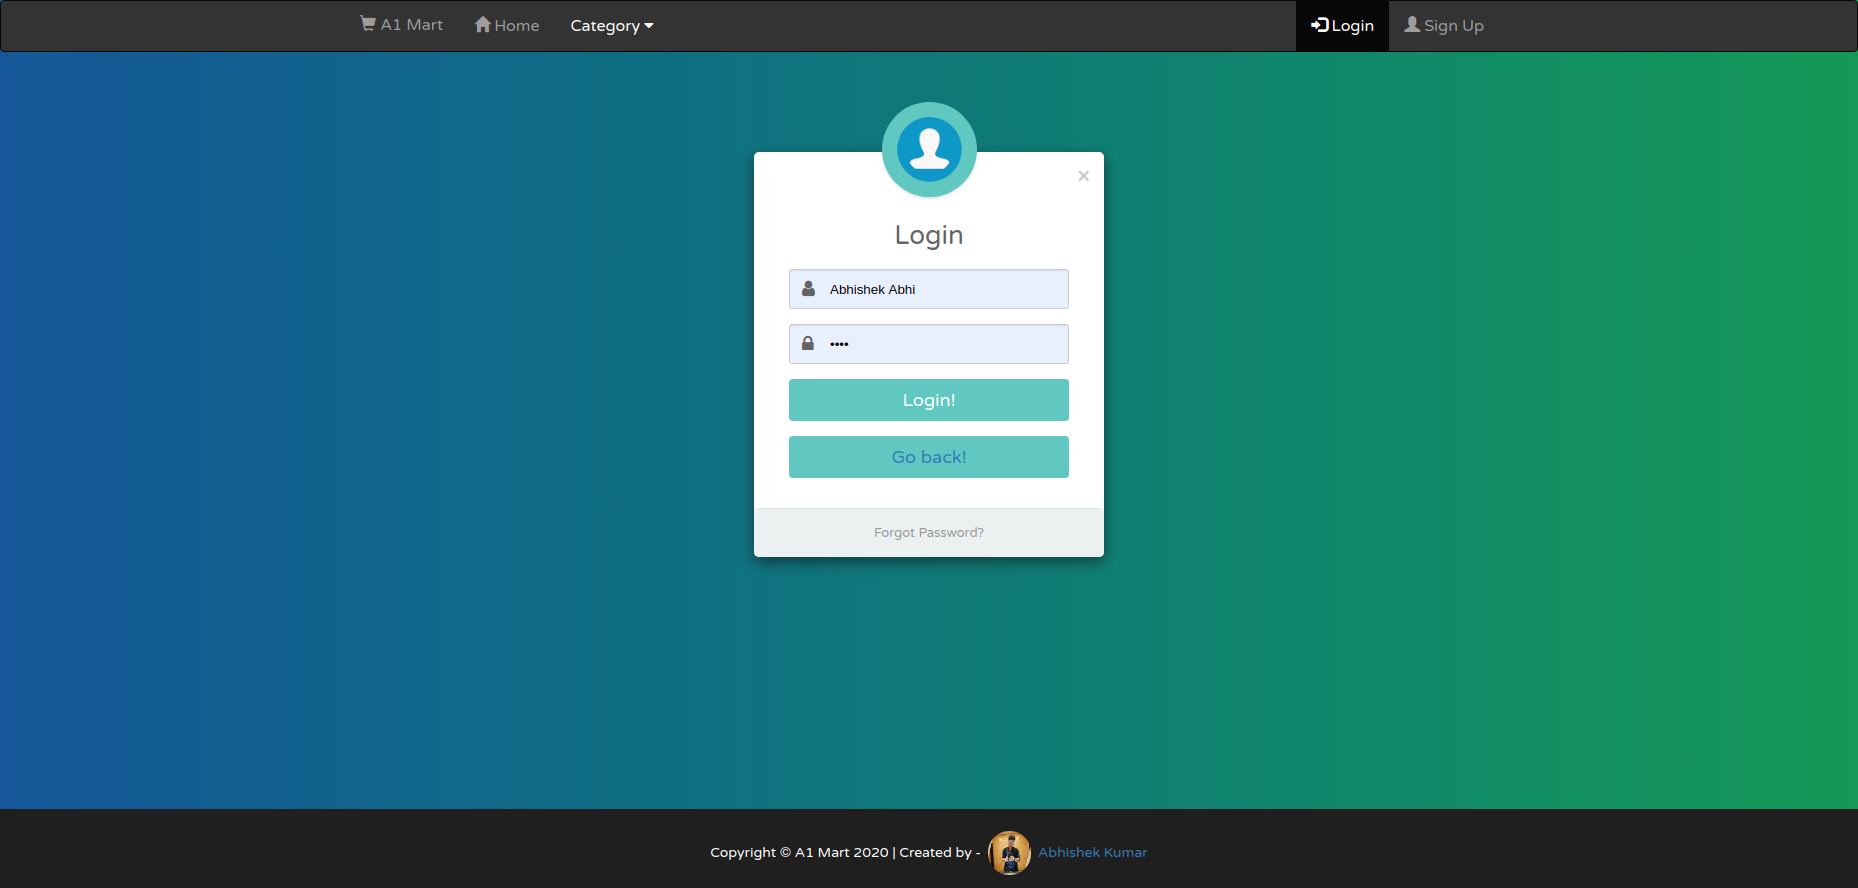 A1 Mart Home Category Login Sign Up
×
Login
Abhishek Abhi
••••
Login!
Go back!
Forgot Password?
Copyright © A1 Mart 2020 | Created by - Abhishek Kumar